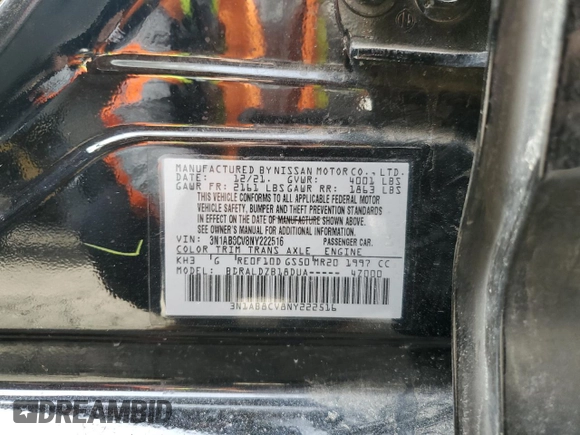 MANUFACTURED BY NISSAN MOTOR CO., LTD.
DATE: 12/21. GVWR: 4001 LBS
GAWR FR: 2161 LBS GAWR RR: 1863 LBS
THIS VEHICLE CONFORMS TO ALL APPLICABLE FEDERAL MOTOR
VEHICLE SAFETY, BUMPER AND THEFT PREVENTION STANDARDS
IN EFFECT ON THE DATE OF MANUFACTURE SHOWN ABOVE.
SEE OWNER'S MANUAL FOR ADDITIONAL INFORMATION.
VIN: 3N1AB8CV8NY222516 PASSENGER CAR.
COLOR TRIM TRANS AXLE ENGINE
KH3 G RE0F10D GS50 MR20 1997 CC
MODEL: BDRALDZB18DUA----- 47000
3N1AB8CV8NY222516
DREAMBID